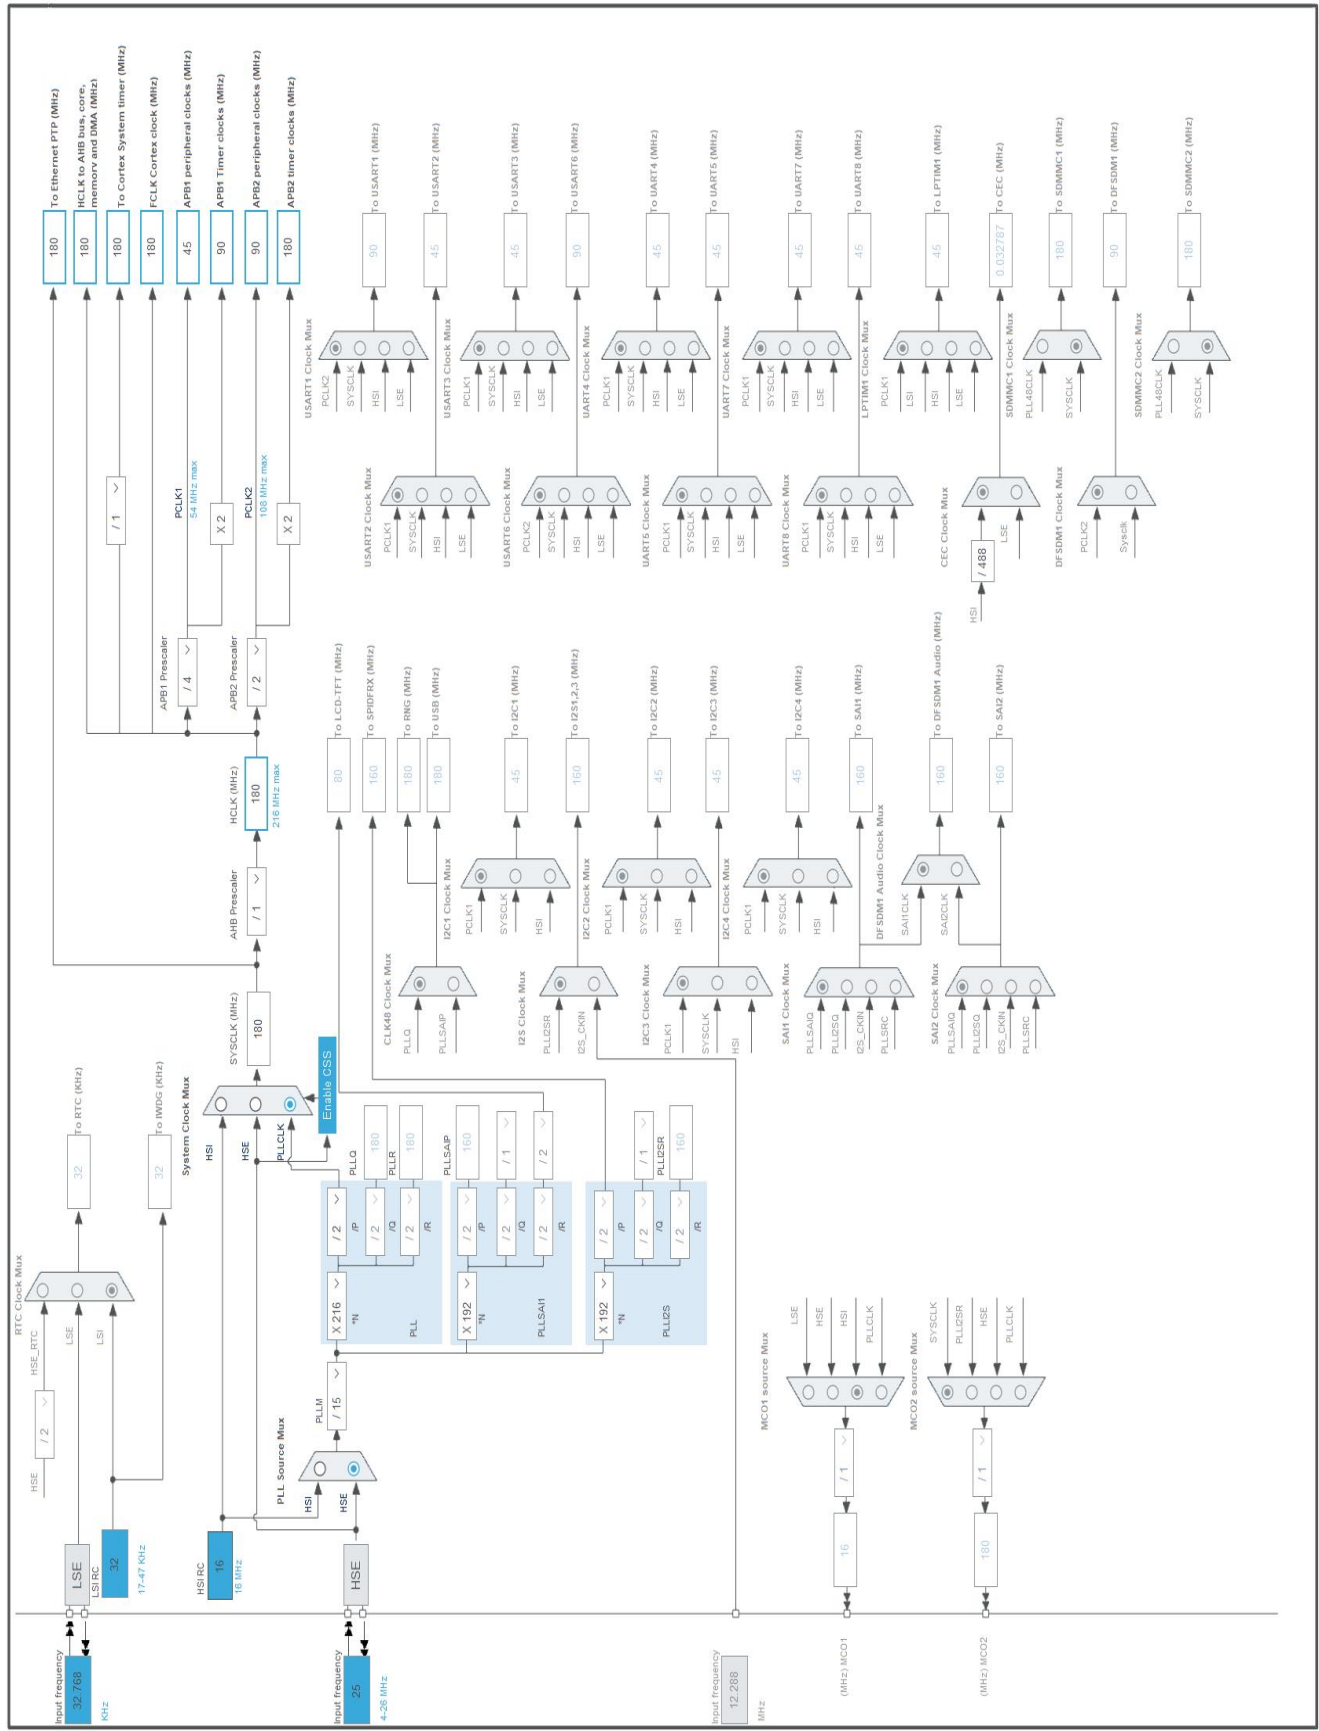 Input frequency
32.768
KHz
LSE
LSI RC
32
17-47 KHz
HSE
/ 2
HSE_RTC
LSE
LSI
RTC Clock Mux
32
To RTC (KHz)
32
To IWDG (KHz)
HSI RC
16
16 MHz
Input frequency
25
4-26 MHz
HSE
PLL Source Mux
HSI
HSE
PLLM
/ 15
X 216
*N
/ 2
/P
/ 2
/Q
/ 2
/R
PLL
PLLQ
180
PLLR
180
X 192
*N
/ 2
/P
/ 2
/Q
/ 2
/R
PLLSAI1
PLLSAIP
160
/ 1
/ 2
X 192
*N
/ 2
/P
/ 2
/Q
/ 2
/R
PLLI2S
/ 1
PLLI2SR
160
System Clock Mux
HSI
HSE
PLLCLK
Enable CSS
SYSCLK (MHz)
180
AHB Prescaler
/ 1
HCLK (MHz)
180
216 MHz max
APB1 Prescaler
/ 4
APB2 Prescaler
/ 2
/ 1
PCLK1
54 MHz max
X 2
PCLK2
108 MHz max
X 2
180
To Ethernet PTP (MHz)
180
HCLK to AHB bus, core,
memory and DMA (MHz)
180
To Cortex System timer (MHz)
180
FCLK Cortex clock (MHz)
45
APB1 peripheral clocks (MHz)
90
APB1 Timer clocks (MHz)
90
APB2 peripheral clocks (MHz)
180
APB2 timer clocks (MHz)
80
To LCD-TFT (MHz)
160
To SPIDFRX (MHz)
180
To RNG (MHz)
180
To USB (MHz)
CLK48 Clock Mux
PLLQ
PLLSAIP
I2C1 Clock Mux
PCLK1
SYSCLK
HSI
45
To I2C1 (MHz)
I2S Clock Mux
PLLI2SR
I2S_CKIN
160
To I2S1,2,3 (MHz)
I2C2 Clock Mux
PCLK1
SYSCLK
HSI
45
To I2C2 (MHz)
I2C3 Clock Mux
PCLK1
SYSCLK
HSI
45
To I2C3 (MHz)
I2C4 Clock Mux
PCLK1
SYSCLK
HSI
45
To I2C4 (MHz)
SAI1 Clock Mux
PLLSAIQ
PLLI2SQ
I2S_CKIN
PLLSRC
160
To SAI1 (MHz)
DFSDM1 Audio Clock Mux
SAI1CLK
SAI2CLK
160
To DFSDM1 Audio (MHz)
SAI2 Clock Mux
PLLSAIQ
PLLI2SQ
I2S_CKIN
PLLSRC
160
To SAI2 (MHz)
USART1 Clock Mux
PCLK2
SYSCLK
HSI
LSE
90
To USART1 (MHz)
USART2 Clock Mux
PCLK1
SYSCLK
HSI
LSE
45
To USART2 (MHz)
USART3 Clock Mux
PCLK1
SYSCLK
HSI
LSE
45
To USART3 (MHz)
USART6 Clock Mux
PCLK2
SYSCLK
HSI
LSE
90
To USART6 (MHz)
UART4 Clock Mux
PCLK1
SYSCLK
HSI
LSE
45
To UART4 (MHz)
UART5 Clock Mux
PCLK1
SYSCLK
HSI
LSE
45
To UART5 (MHz)
UART7 Clock Mux
PCLK1
SYSCLK
HSI
LSE
45
To UART7 (MHz)
UART8 Clock Mux
PCLK1
SYSCLK
HSI
LSE
45
To UART8 (MHz)
LPTIM1 Clock Mux
PCLK1
LSI
HSI
LSE
45
To LPTIM1 (MHz)
CEC Clock Mux
HSI
/ 488
LSE
0.032787
To CEC (MHz)
SDMMC1 Clock Mux
PLL48CLK
SYSCLK
180
To SDMMC1 (MHz)
DFSDM1 Clock Mux
PCLK2
Sysclk
90
To DFSDM1 (MHz)
SDMMC2 Clock Mux
PLL48CLK
SYSCLK
180
To SDMMC2 (MHz)
Input frequency
12.288
MHz
MCO1 source Mux
LSE
HSE
HSI
PLLCLK
/ 1
16
(MHz) MCO1
MCO2 source Mux
SYSCLK
PLLI2SR
HSE
PLLCLK
/ 1
180
(MHz) MCO2